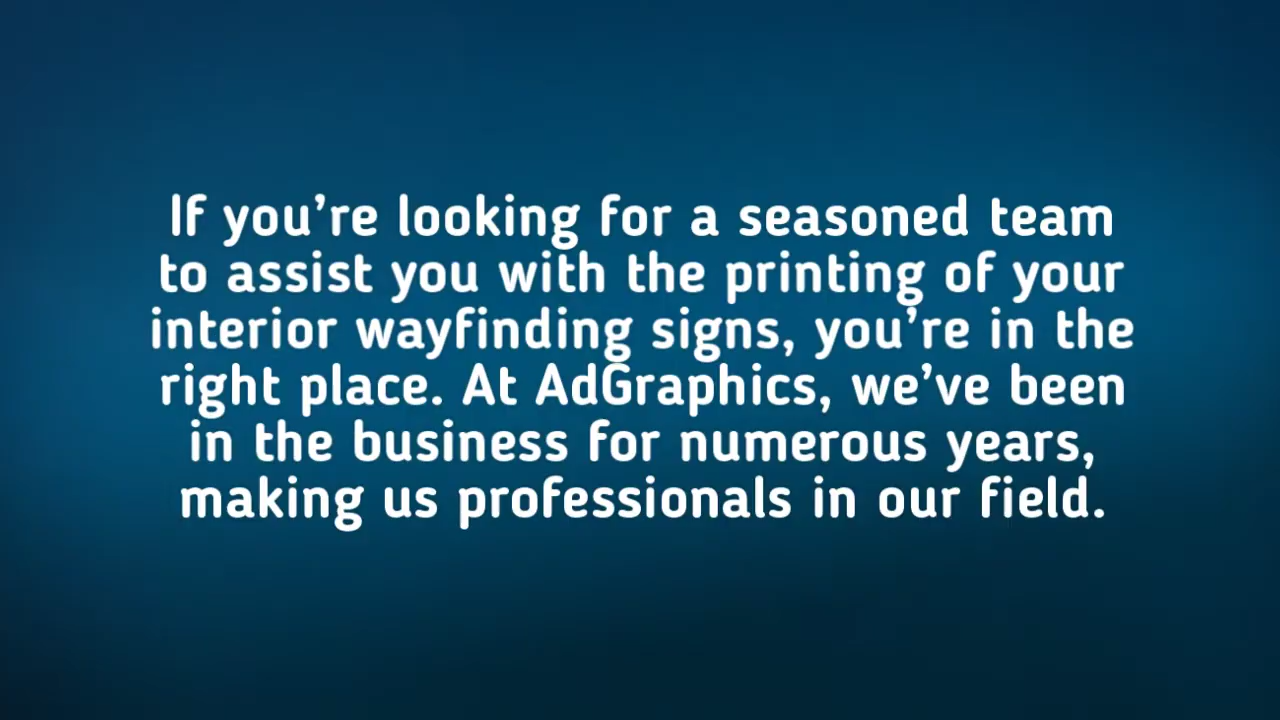 If you’re looking for a seasoned team
to assist you with the printing of your
interior wayfinding signs, you’re in the
right place. At AdGraphics, we’ve been
in the business for numerous years,
making us professionals in our field.